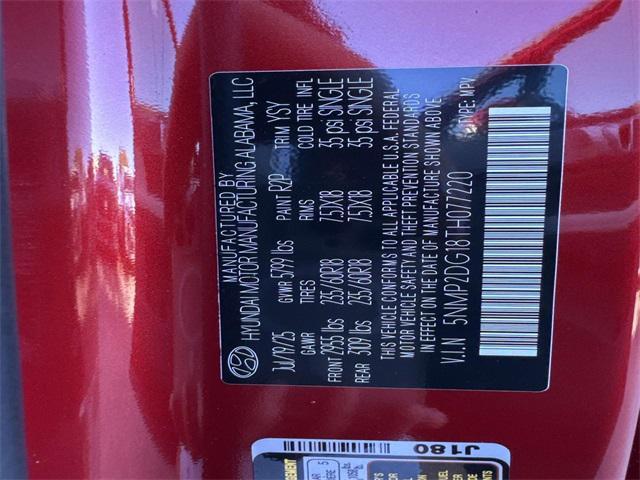 MANUFACTURED BY
HYUNDAI MOTOR MANUFACTURING ALABAMA, LLC
Jul/19/25 GVWR 5799 lbs PAINT R2P TRIM YSY
GAWR TIRES RIMS COLD TIRE INFL
FRONT 2955 lbs 235/60R18 7.5JX18 35 psi SINGLE
REAR 3109 lbs 235/60R18 7.5JX18 35 psi SINGLE
THIS VEHICLE CONFORMS TO ALL APPLICABLE U.S.A. FEDERAL
MOTOR VEHICLE SAFETY AND THEFT PREVENTION STANDARDS
IN EFFECT ON THE DATE OF MANUFACTURE SHOWN ABOVE
V.I.N 5NMP2DG18TH077220 TYPE: MPV
J180